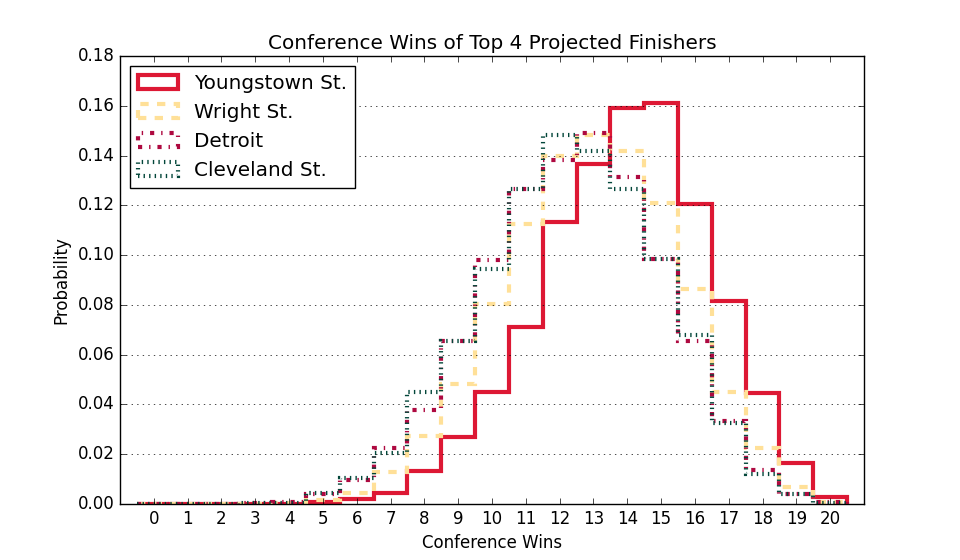 Conference Wins of Top 4 Projected Finishers
0.18
0.16
0.14
0.12
0.10
0.08
0.06
0.04
0.02
0.00
Probability
Youngstown St.
Wright St.
Detroit
Cleveland St.
0 1 2 3 4 5 6 7 8 9 10 11 12 13 14 15 16 17 18 19 20
Conference Wins